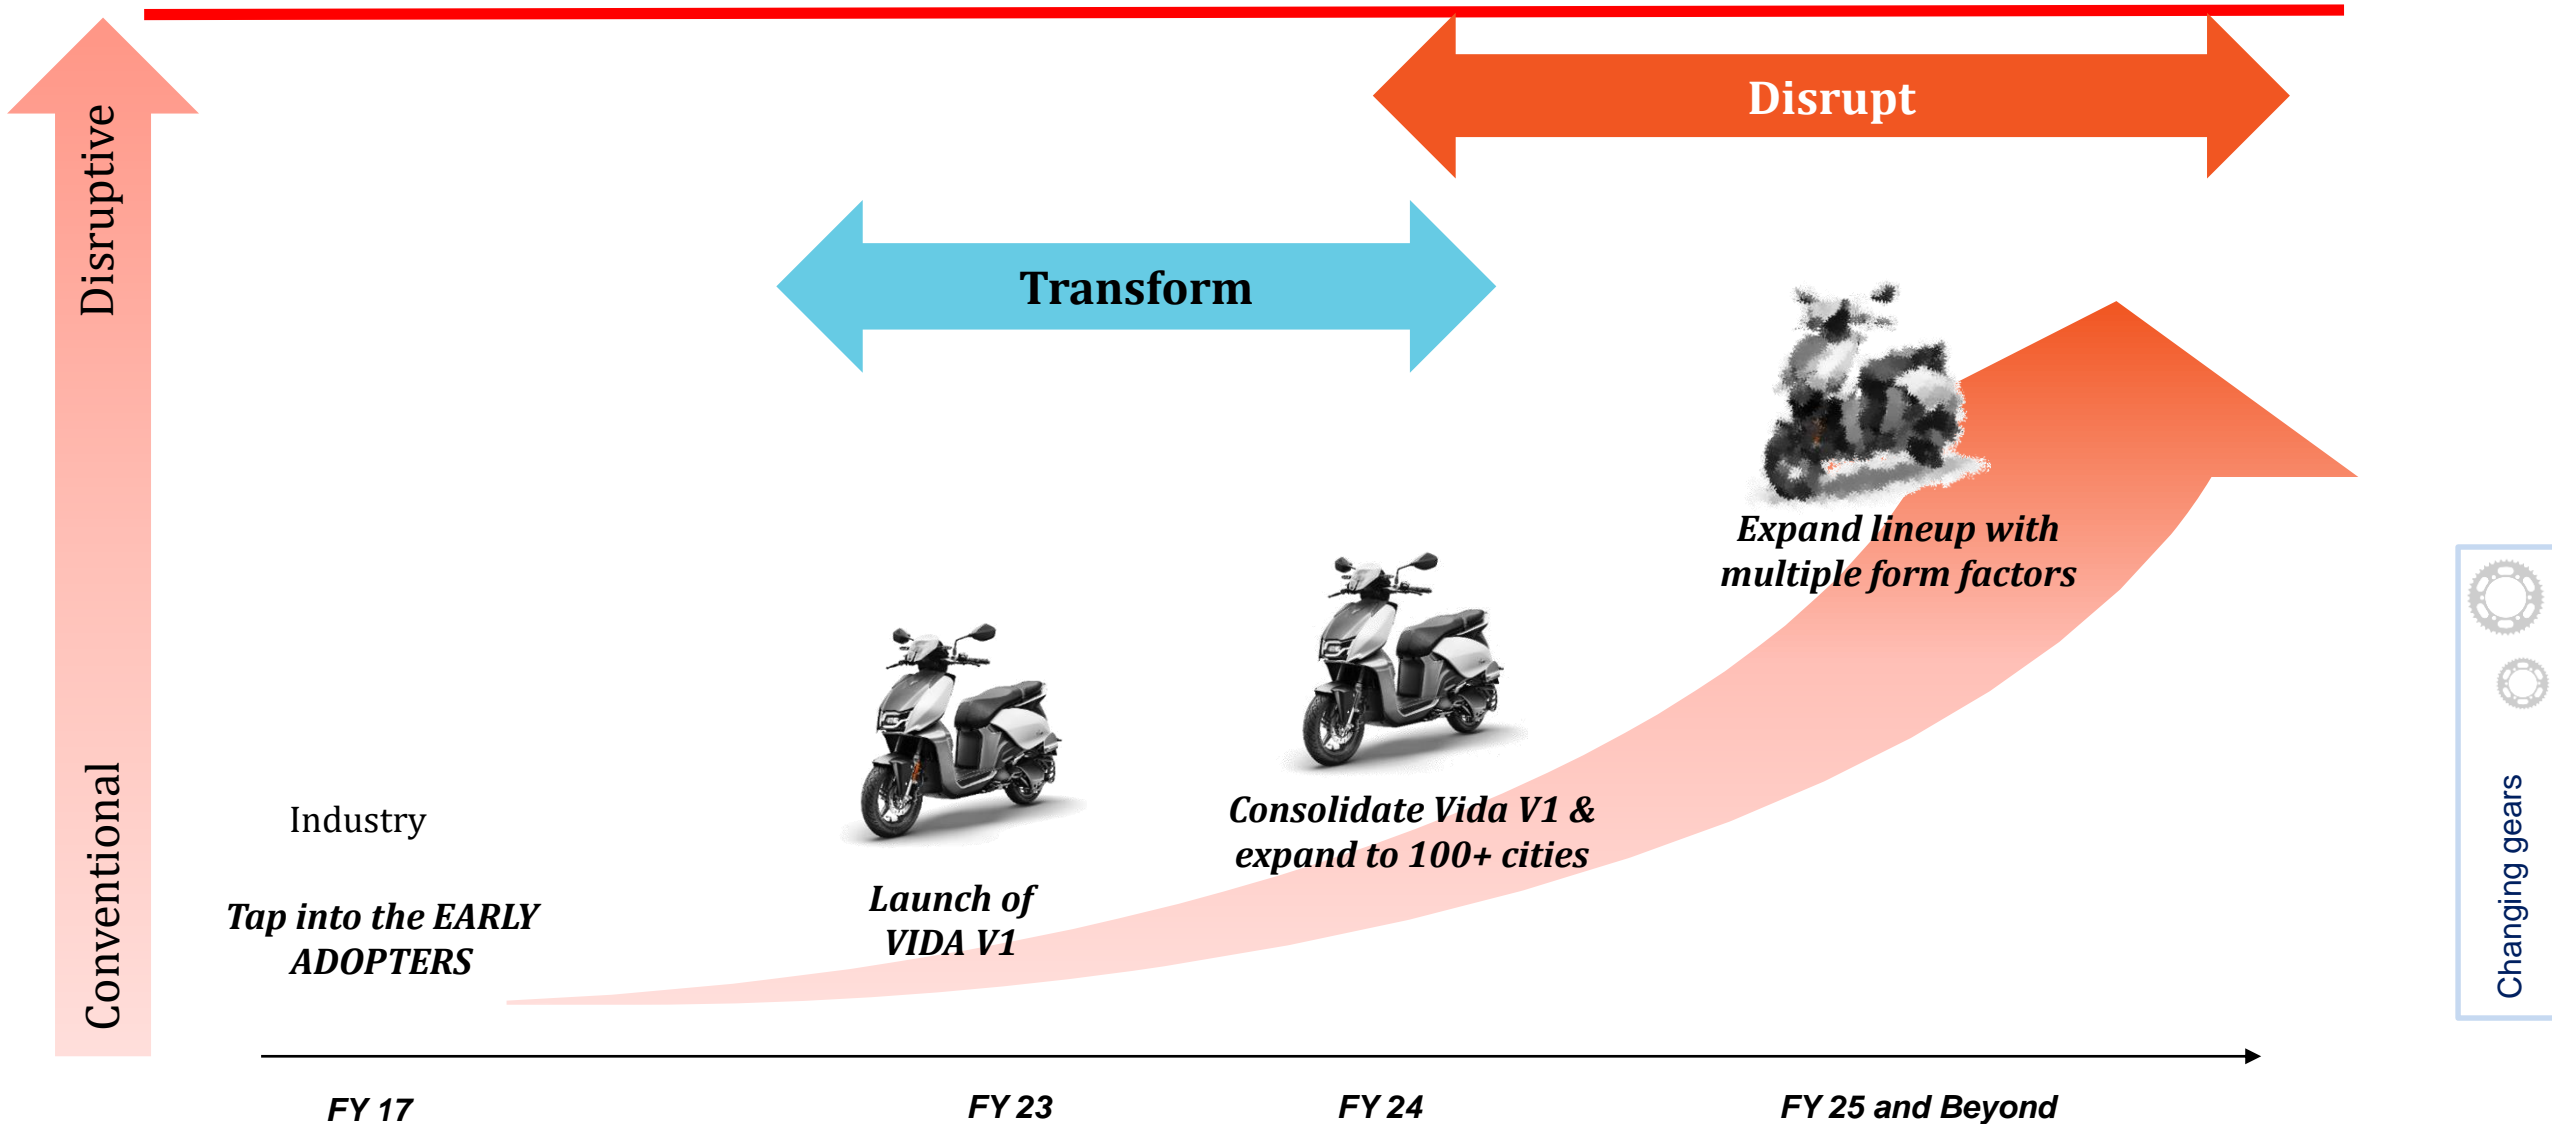 Disrupt
Disruptive
Transform
Expand lineup with
multiple form factors
Consolidate Vida V1 &
expand to 100+ cities
Industry
Launch of
VIDA V1
Tap into the EARLY
ADOPTERS
Conventional
Changing gears
FY 17
FY 23
FY 24
FY 25 and Beyond